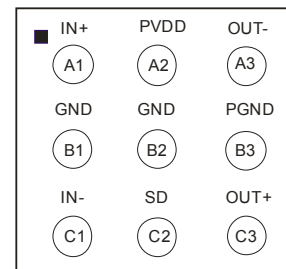 IN+ PVDD OUT-
A1 A2 A3
GND GND PGND
B1 B2 B3
IN- SD OUT+
C1 C2 C3